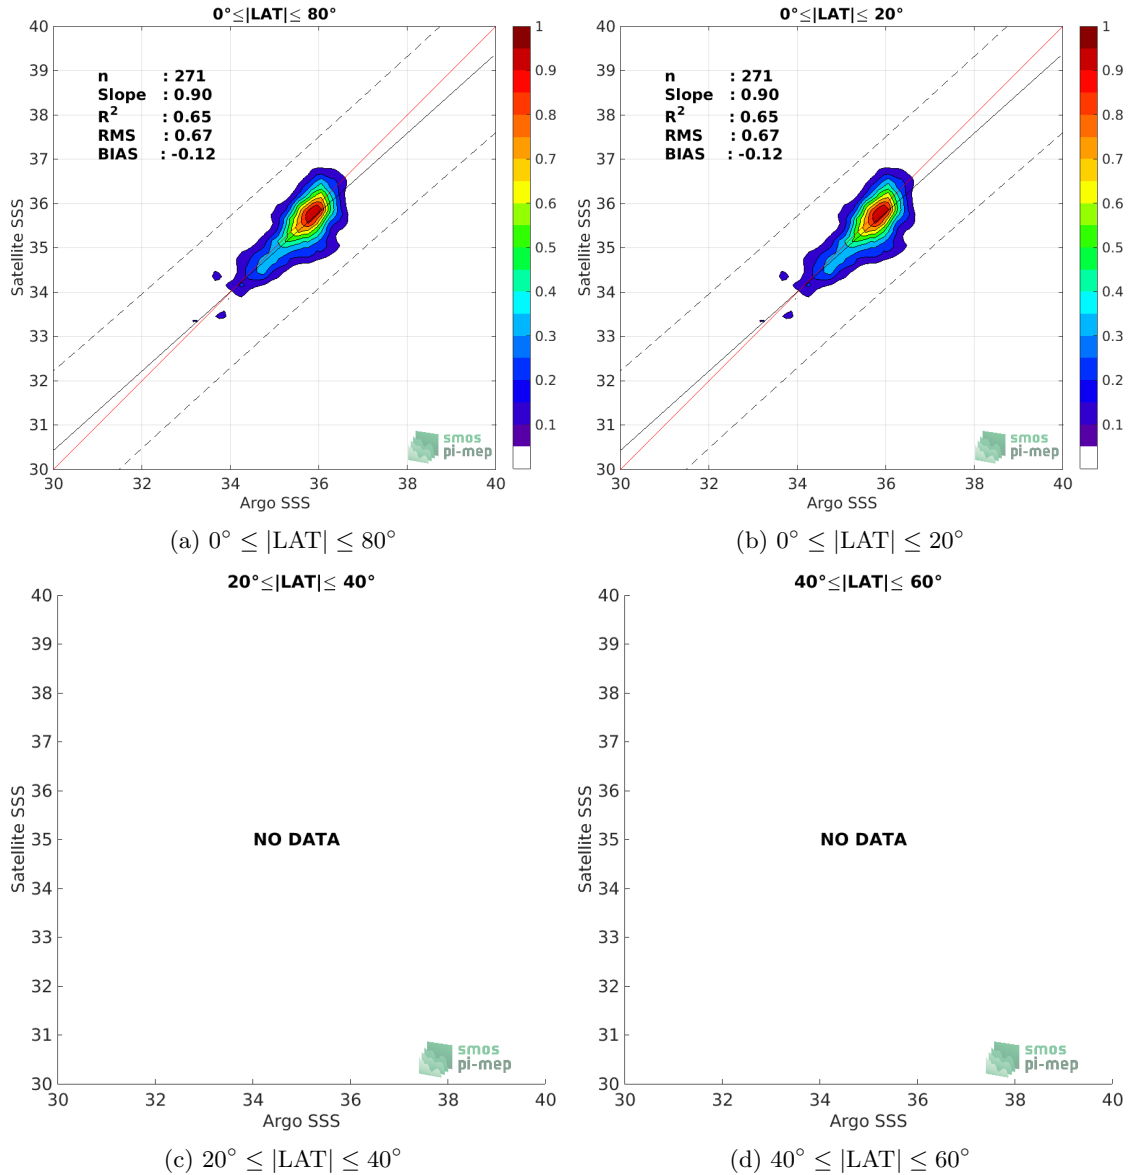 0°≤|LAT|≤ 80°
40
39
38
37
36
35
34
33
32
31
30
Satellite SSS
n : 271
Slope : 0.90
R² : 0.65
RMS : 0.67
BIAS : -0.12
smos
pi-mep
30 32 34 36 38 40
Argo SSS
1
0.9
0.8
0.7
0.6
0.5
0.4
0.3
0.2
0.1
(a) 0° ≤ |LAT| ≤ 80°
0°≤|LAT|≤ 20°
40
39
38
37
36
35
34
33
32
31
30
Satellite SSS
n : 271
Slope : 0.90
R² : 0.65
RMS : 0.67
BIAS : -0.12
smos
pi-mep
30 32 34 36 38 40
Argo SSS
1
0.9
0.8
0.7
0.6
0.5
0.4
0.3
0.2
0.1
(b) 0° ≤ |LAT| ≤ 20°
20°≤|LAT|≤ 40°
40
39
38
37
36
35
34
33
32
31
30
Satellite SSS
NO DATA
smos
pi-mep
30 32 34 36 38 40
Argo SSS
(c) 20° ≤ |LAT| ≤ 40°
40°≤|LAT|≤ 60°
40
39
38
37
36
35
34
33
32
31
30
Satellite SSS
NO DATA
smos
pi-mep
30 32 34 36 38 40
Argo SSS
(d) 40° ≤ |LAT| ≤ 60°